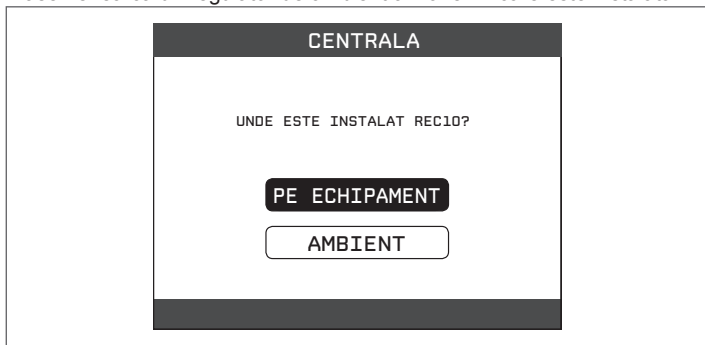 CENTRALA
UNDE ESTE INSTALAT REC10?
PE ECHIPAMENT
AMBIENT